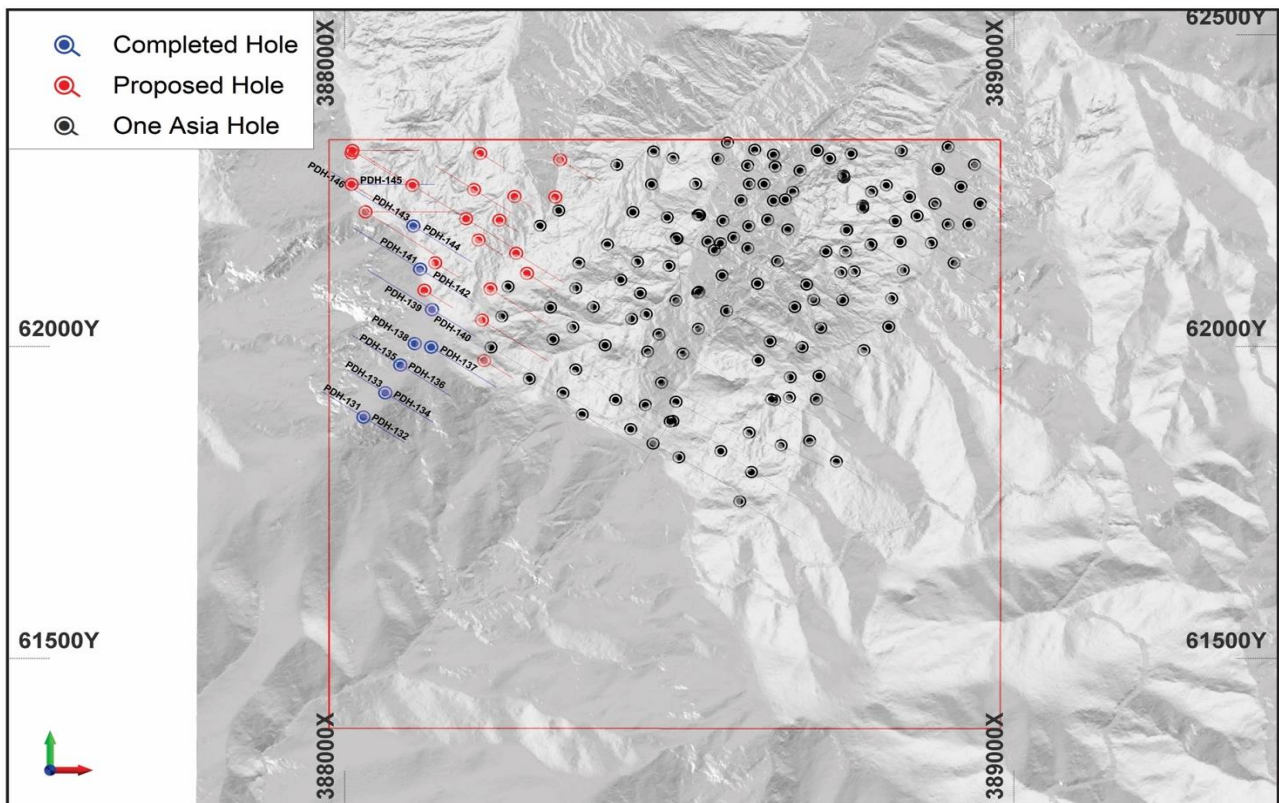 Completed Hole
Proposed Hole
One Asia Hole
388000X
389000X
62500Y
PDH-146
PDH-145
PDH-143
PDH-144
PDH-141
PDH-142
PDH-139
PDH-140
62000Y
62000Y
PDH-138
PDH-137
PDH-135
PDH-136
PDH-133
PDH-134
PDH-131
PDH-132
61500Y
61500Y
388000X
389000X